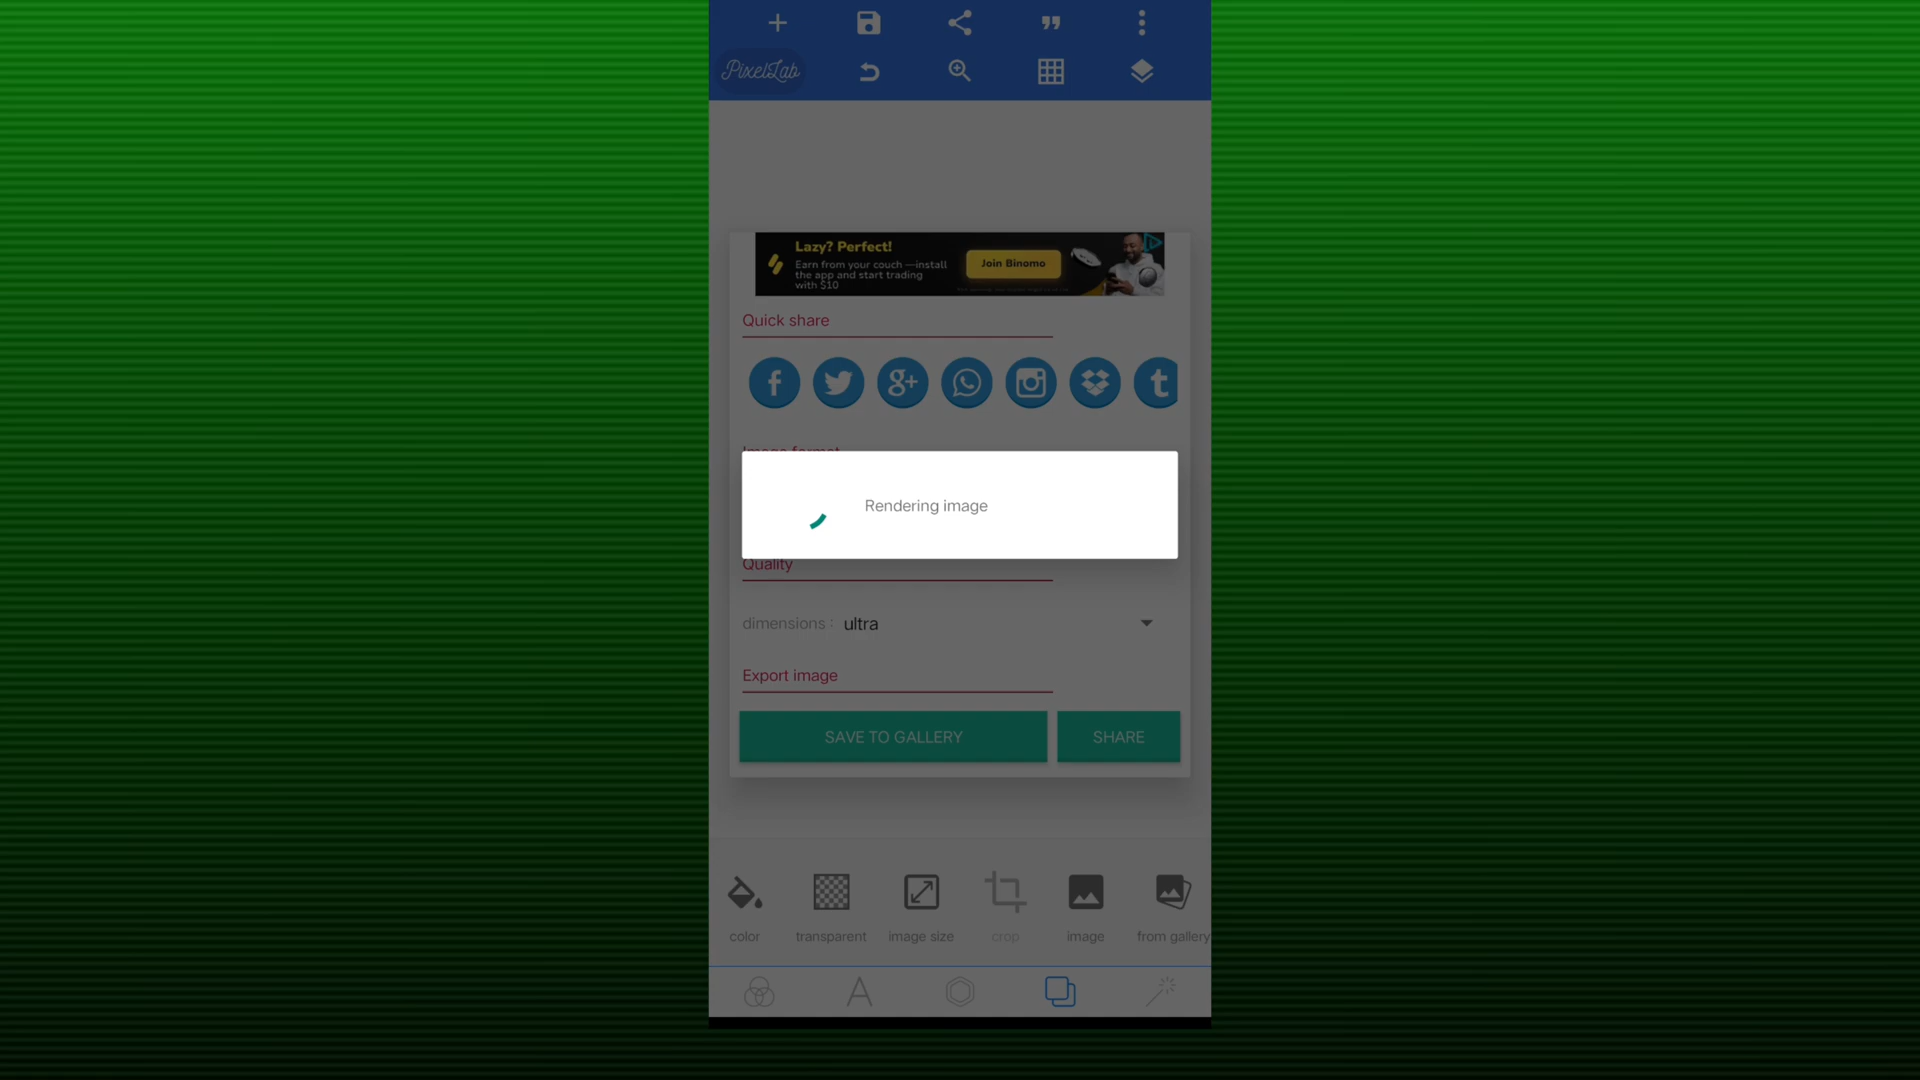 PixelLab
Lazy? Perfect!
Earn from your couch —install
the app and start trading
with $10
Join Binomo
Quick share
Image format
Rendering image
Quality
dimensions : ultra
Export image
SAVE TO GALLERY
SHARE
color
transparent
image size
crop
image
from gallery